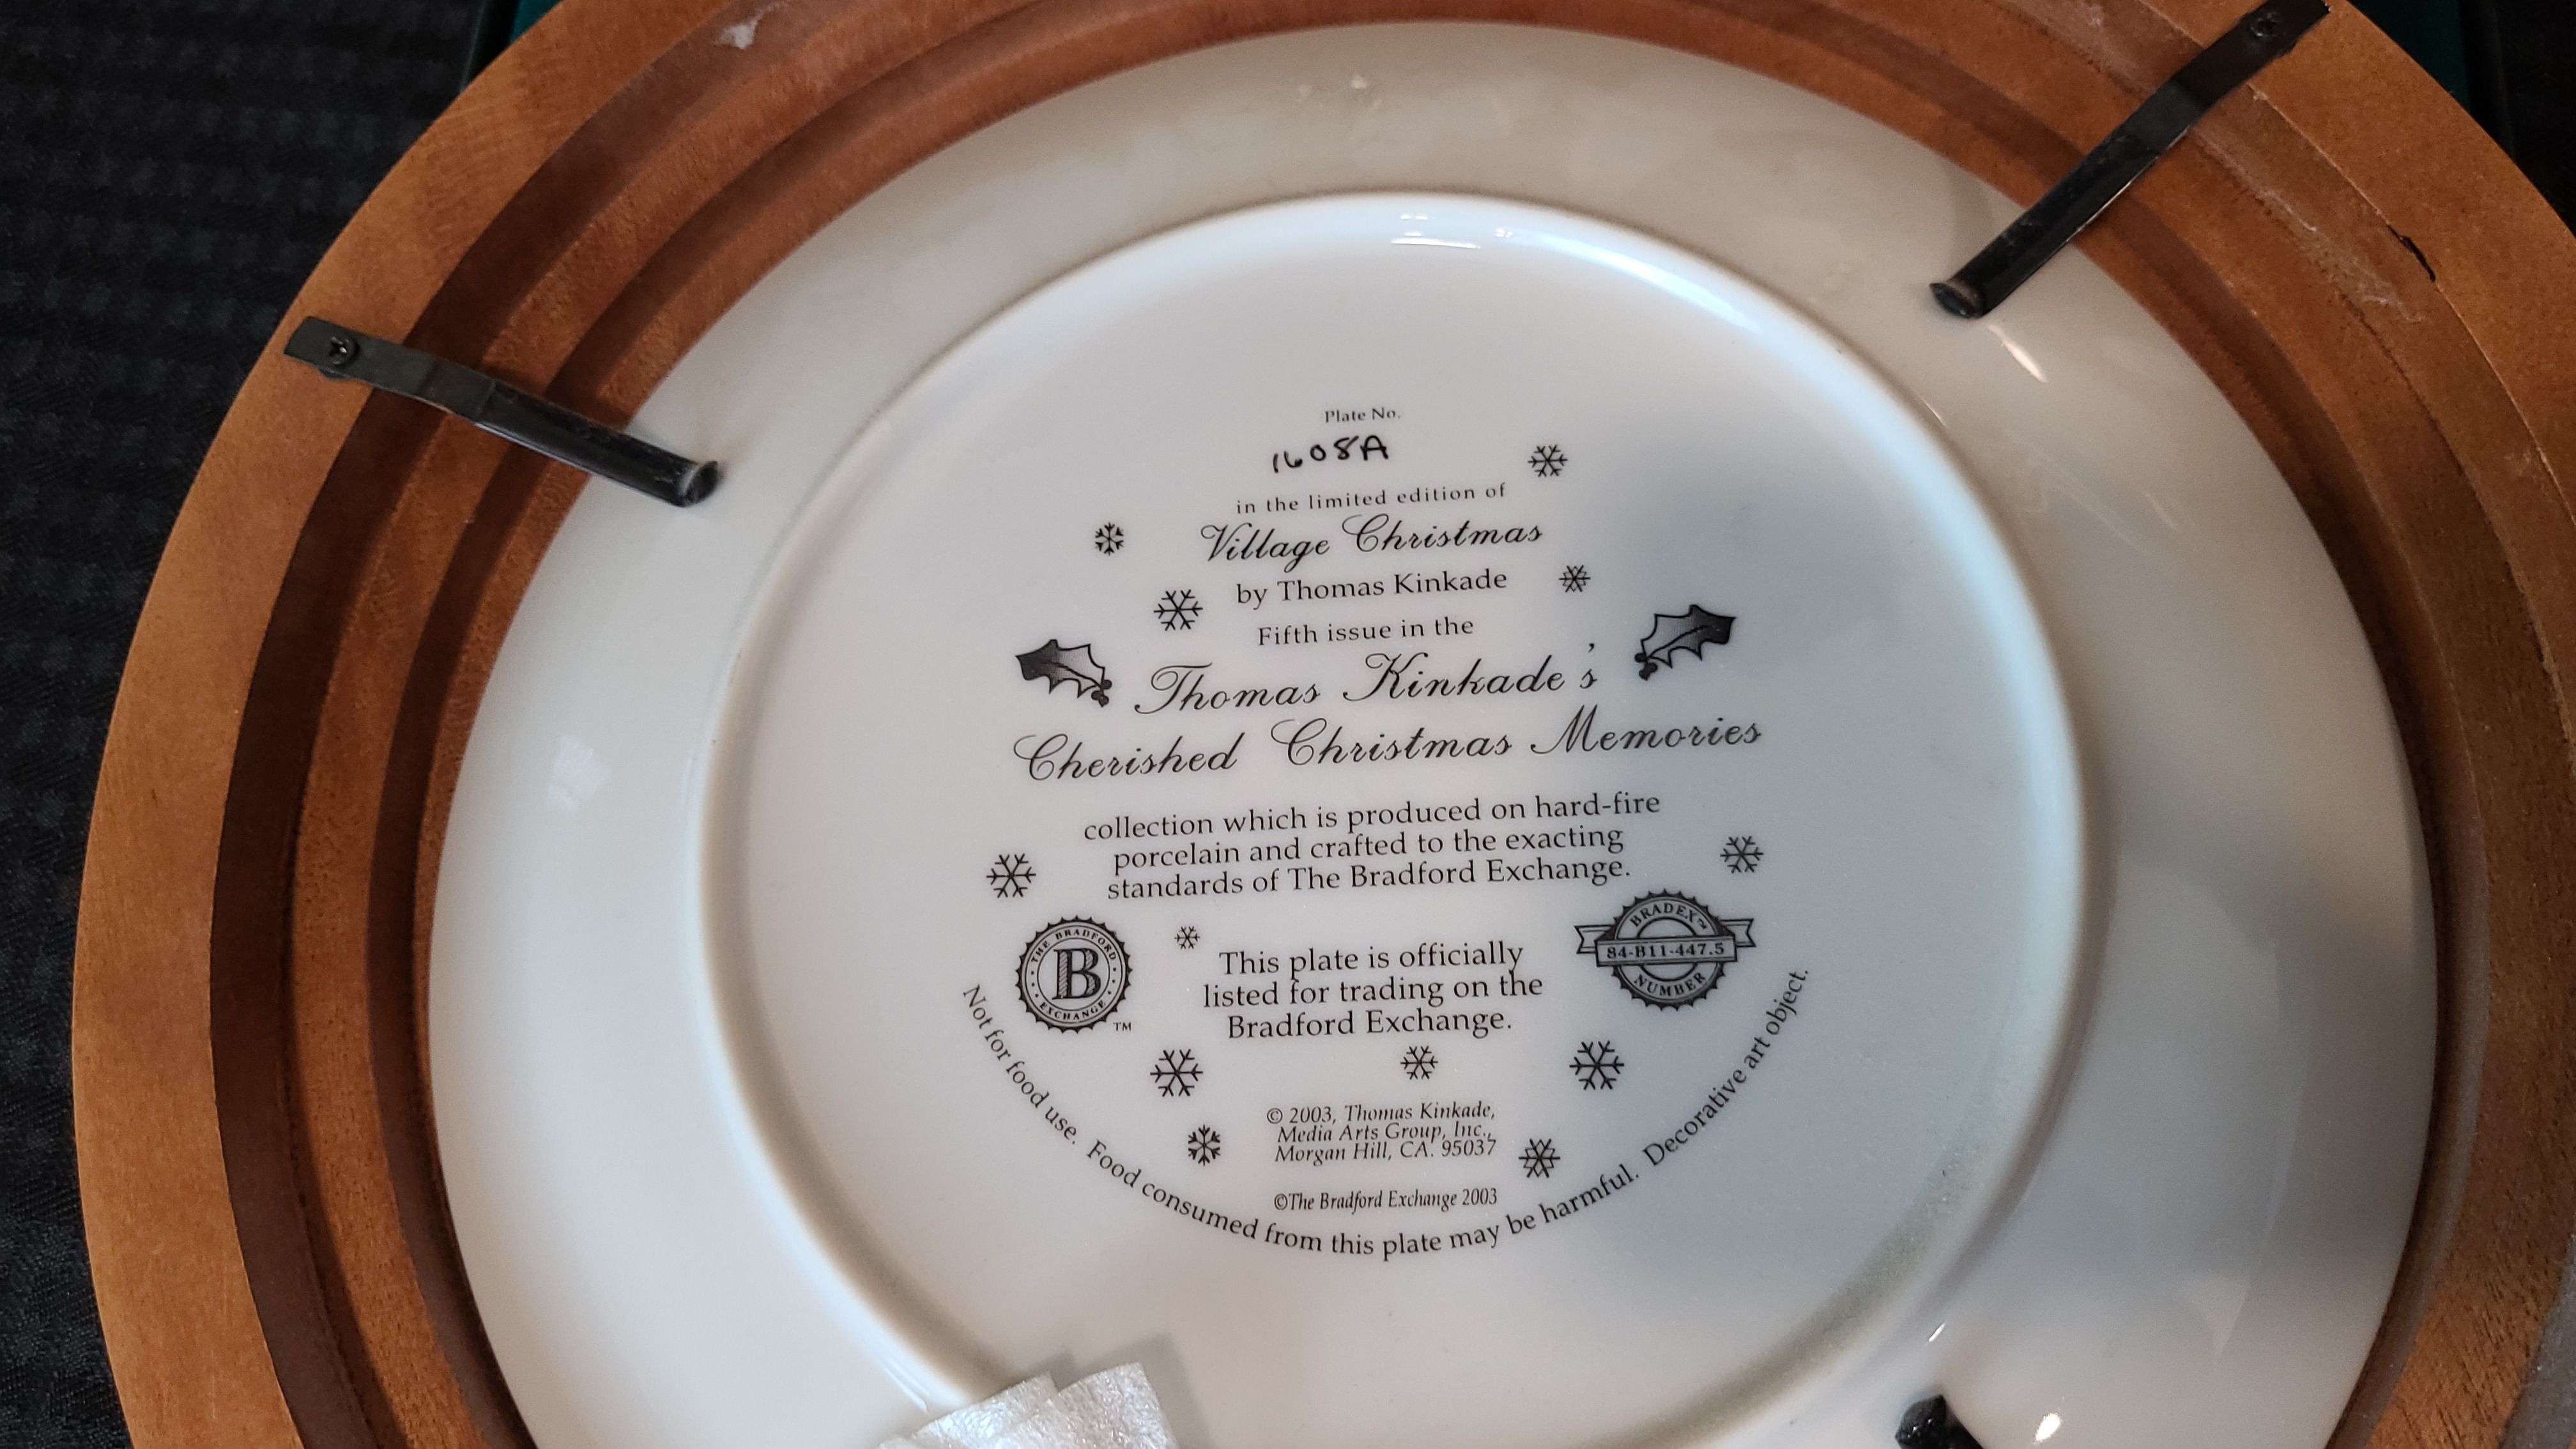 Plate No.
1608A
in the limited edition of
Village Christmas
by Thomas Kinkade
Fifth issue in the
Thomas Kinkade's
Cherished Christmas Memories
collection which is produced on hard-fire
porcelain and crafted to the exacting
standards of The Bradford Exchange.
THE BRADFORD
B
EXCHANGE
TM
This plate is officially
listed for trading on the
Bradford Exchange.
BRADEX™
84-B11-447.5
NUMBER
© 2003, Thomas Kinkade,
Media Arts Group, Inc.,
Morgan Hill, CA. 95037
©The Bradford Exchange 2003
Not for food use. Food consumed from this plate may be harmful. Decorative art object.